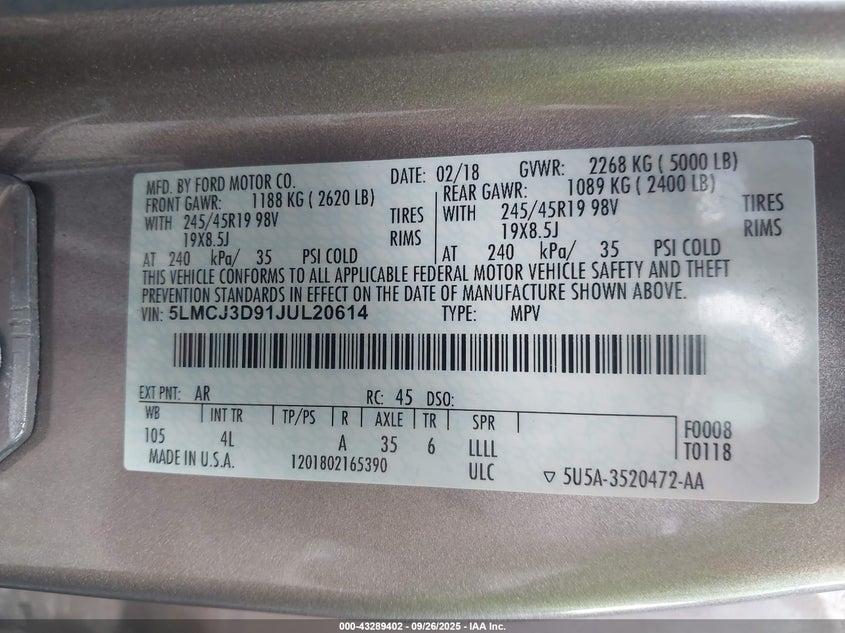 MFD. BY FORD MOTOR CO. DATE: 02/18 GVWR: 2268 KG ( 5000 LB)
FRONT GAWR: 1188 KG ( 2620 LB) REAR GAWR: 1089 KG ( 2400 LB)
WITH 245/45R19 98V TIRES WITH 245/45R19 98V TIRES
19X8.5J RIMS 19X8.5J RIMS
AT 240 kPa/ 35 PSI COLD AT 240 kPa/ 35 PSI COLD
THIS VEHICLE CONFORMS TO ALL APPLICABLE FEDERAL MOTOR VEHICLE SAFETY AND THEFT
PREVENTION STANDARDS IN EFFECT ON THE DATE OF MANUFACTURE SHOWN ABOVE.
VIN: 5LMCJ3D91JUL20614 TYPE: MPV
EXT PNT: AR RC: 45 DSO:
WB INT TR TP/PS R AXLE TR SPR F0008
105 4L A 35 6 LLLL T0118
MADE IN U.S.A. 1201802165390 ULC ▽ 5U5A-3520472-AA
000-43289402 - 09/26/2025 - IAA Inc.